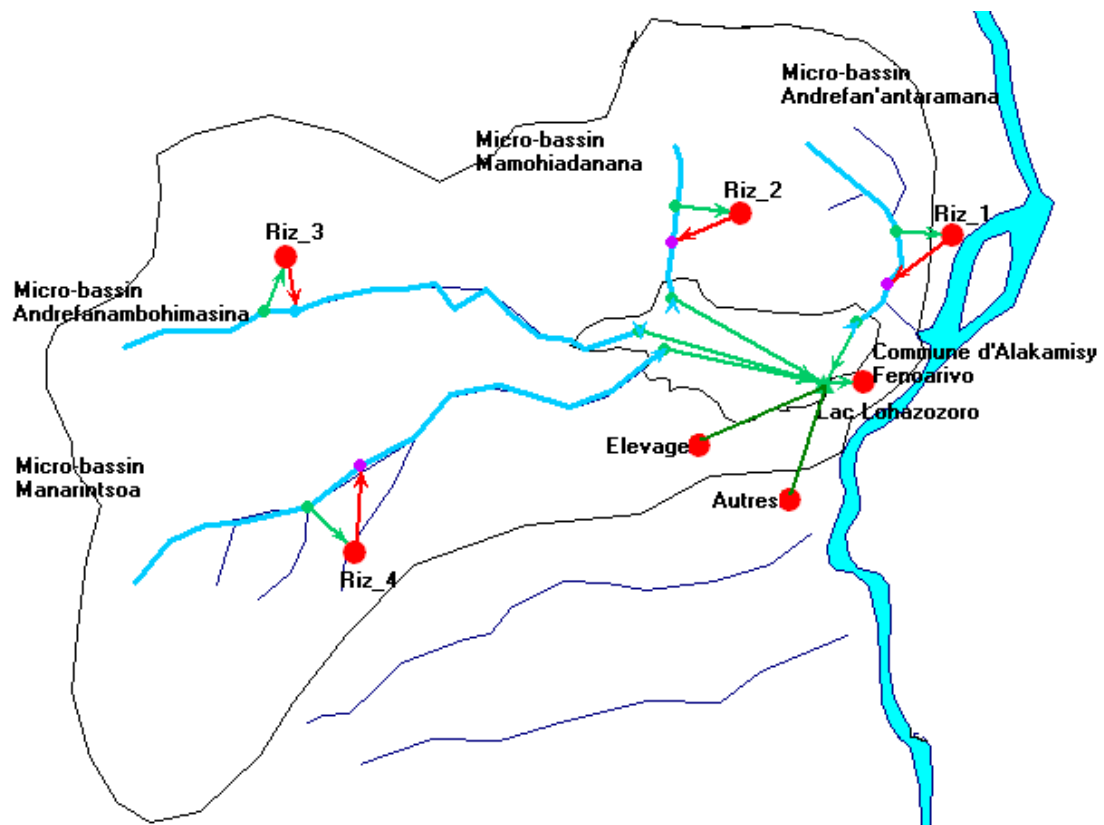 Micro-bassin
Andrefan'antaramana
Micro-bassin
Mamohiadanana
Riz_2
Riz_1
Riz_3
Micro-bassin
Andrefanambohimasina
Commune d'Alakamisy
Fenoarivo
Lac Lohazozoro
Elevage
Micro-bassin
Manarintsoa
Autres
Riz_4